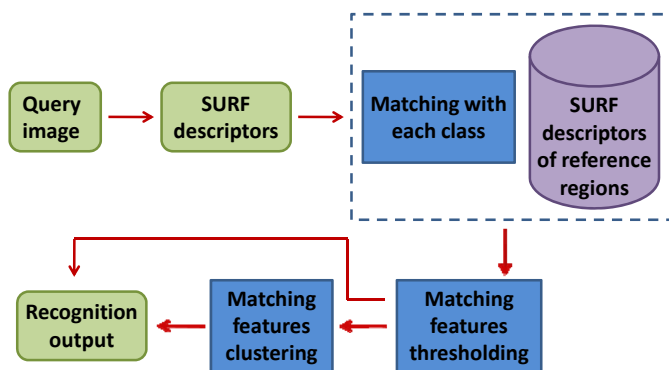 Query
image
SURF
descriptors
Matching with
each class
SURF
descriptors
of reference
regions
Recognition
output
Matching
features
clustering
Matching
features
thresholding